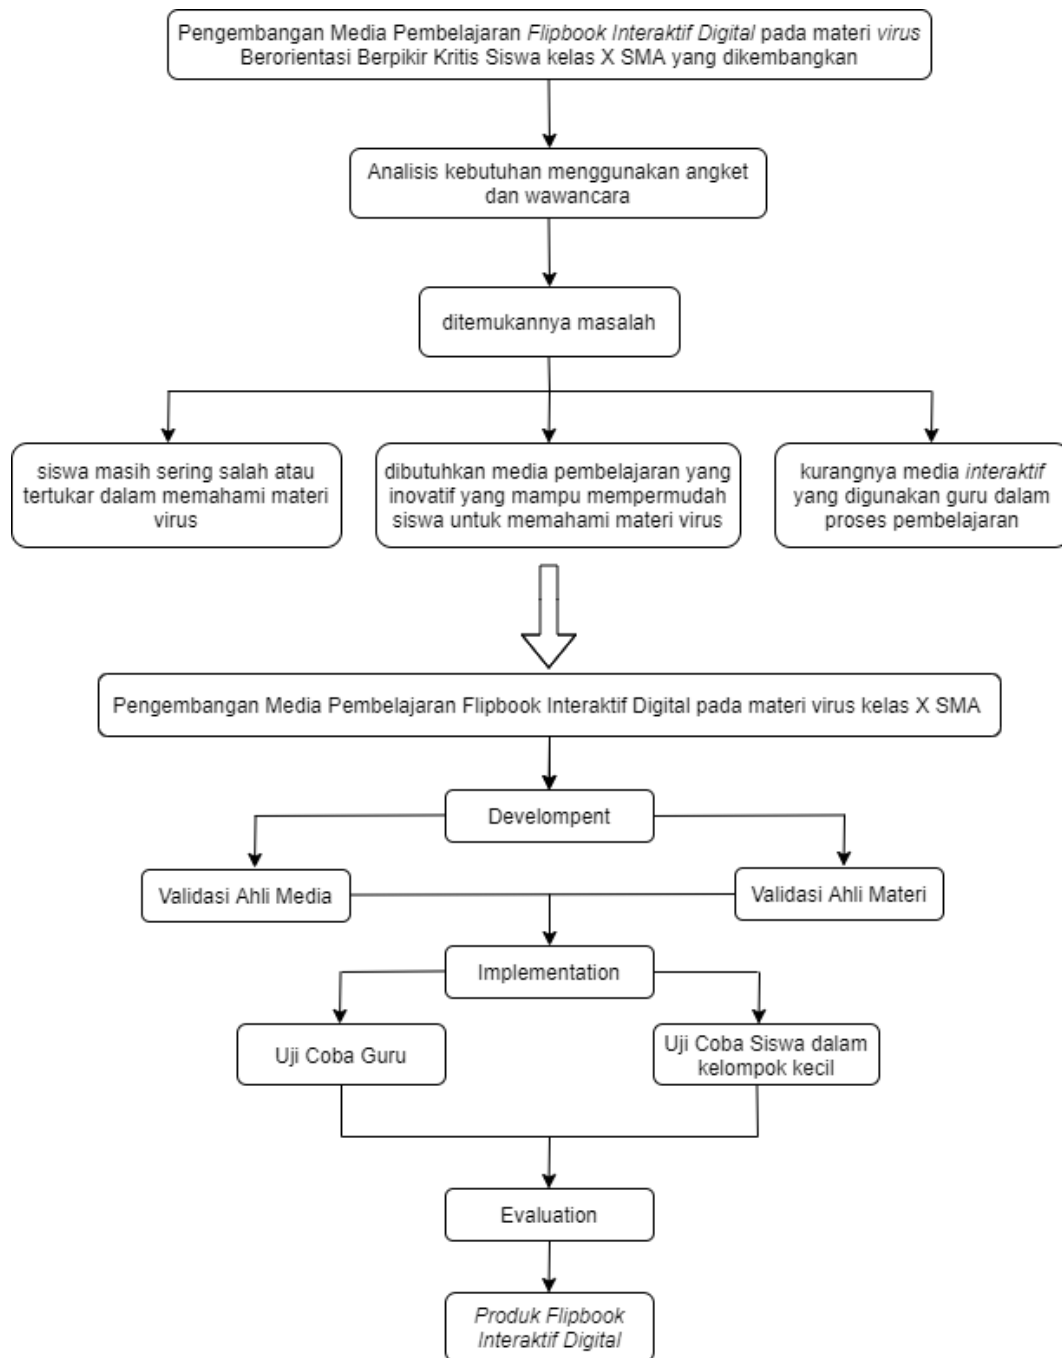 Pengembangan Media Pembelajaran Flipbook Interaktif Digital pada materi virus
Berorientasi Berpikir Kritis Siswa kelas X SMA yang dikembangkan
Analisis kebutuhan menggunakan angket
dan wawancara
ditemukannya masalah
siswa masih sering salah atau
tertukar dalam memahami materi
virus
dibutuhkan media pembelajaran yang
inovatif yang mampu mempermudah
siswa untuk memahami materi virus
kurangnya media interaktif
yang digunakan guru dalam
proses pembelajaran
Pengembangan Media Pembelajaran Flipbook Interaktif Digital pada materi virus kelas X SMA
Develompent
Validasi Ahli Media
Validasi Ahli Materi
Implementation
Uji Coba Guru
Uji Coba Siswa dalam
kelompok kecil
Evaluation
Produk Flipbook
Interaktif Digital